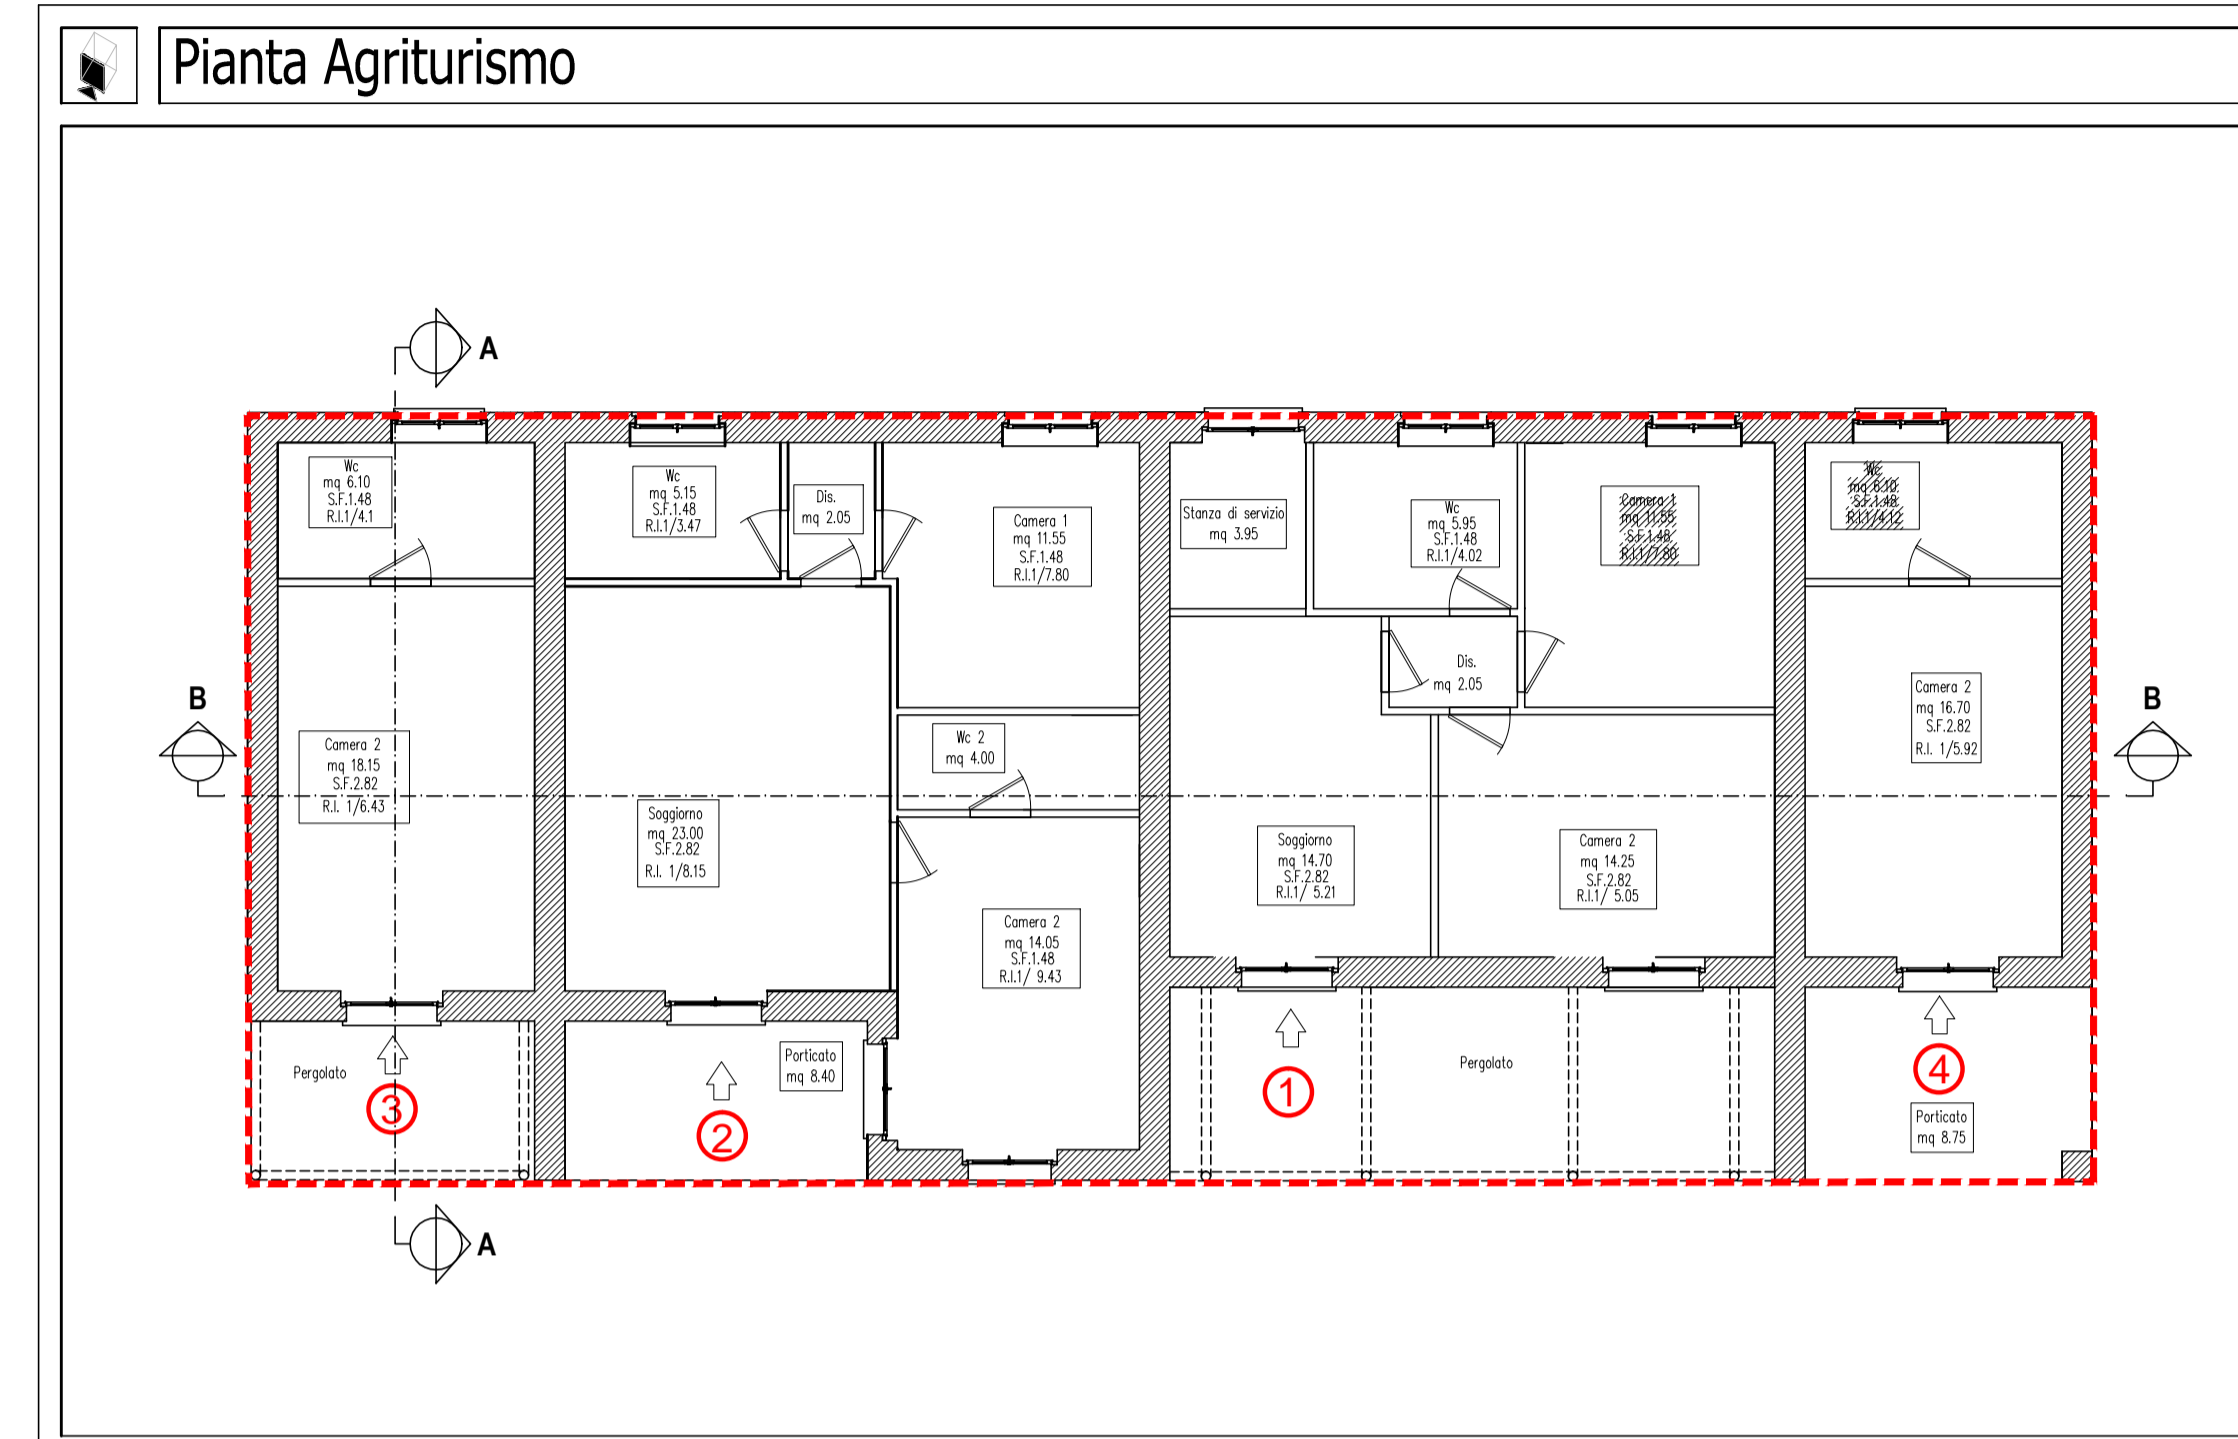 Pianta Agriturismo
A
Wc
mq 6.10
S.F.1.48
R.I.1/4.1
Wc
mq 5.15
S.F.1.48
R.I.1/3.47
Dis.
mq 2.05
Camera 1
mq 11.55
S.F.1.48
R.I.1/7.80
Stanza di servizio
mq 3.95
Wc
mq 5.95
S.F.1.48
R.I.1/4.02
Camera 1
mq 11.55
S.F.1.48
R.I.1/7.80
Wc
mq 6.10
S.F.1.48
R.I.1/4.12
Dis.
mq 2.05
B
B
Camera 2
mq 18.15
S.F.2.82
R.I. 1/6.43
Wc 2
mq 4.00
Camera 2
mq 16.70
S.F.2.82
R.I. 1/5.92
Soggiorno
mq 23.00
S.F.2.82
R.I. 1/8.15
Soggiorno
mq 14.70
S.F.2.82
R.I.1/ 5.21
Camera 2
mq 14.25
S.F.2.82
R.I.1/ 5.05
Camera 2
mq 14.05
S.F.1.48
R.I.1/ 9.43
Pergolato
3
Porticato
mq 8.40
2
1
Pergolato
4
Porticato
mq 8.75
A